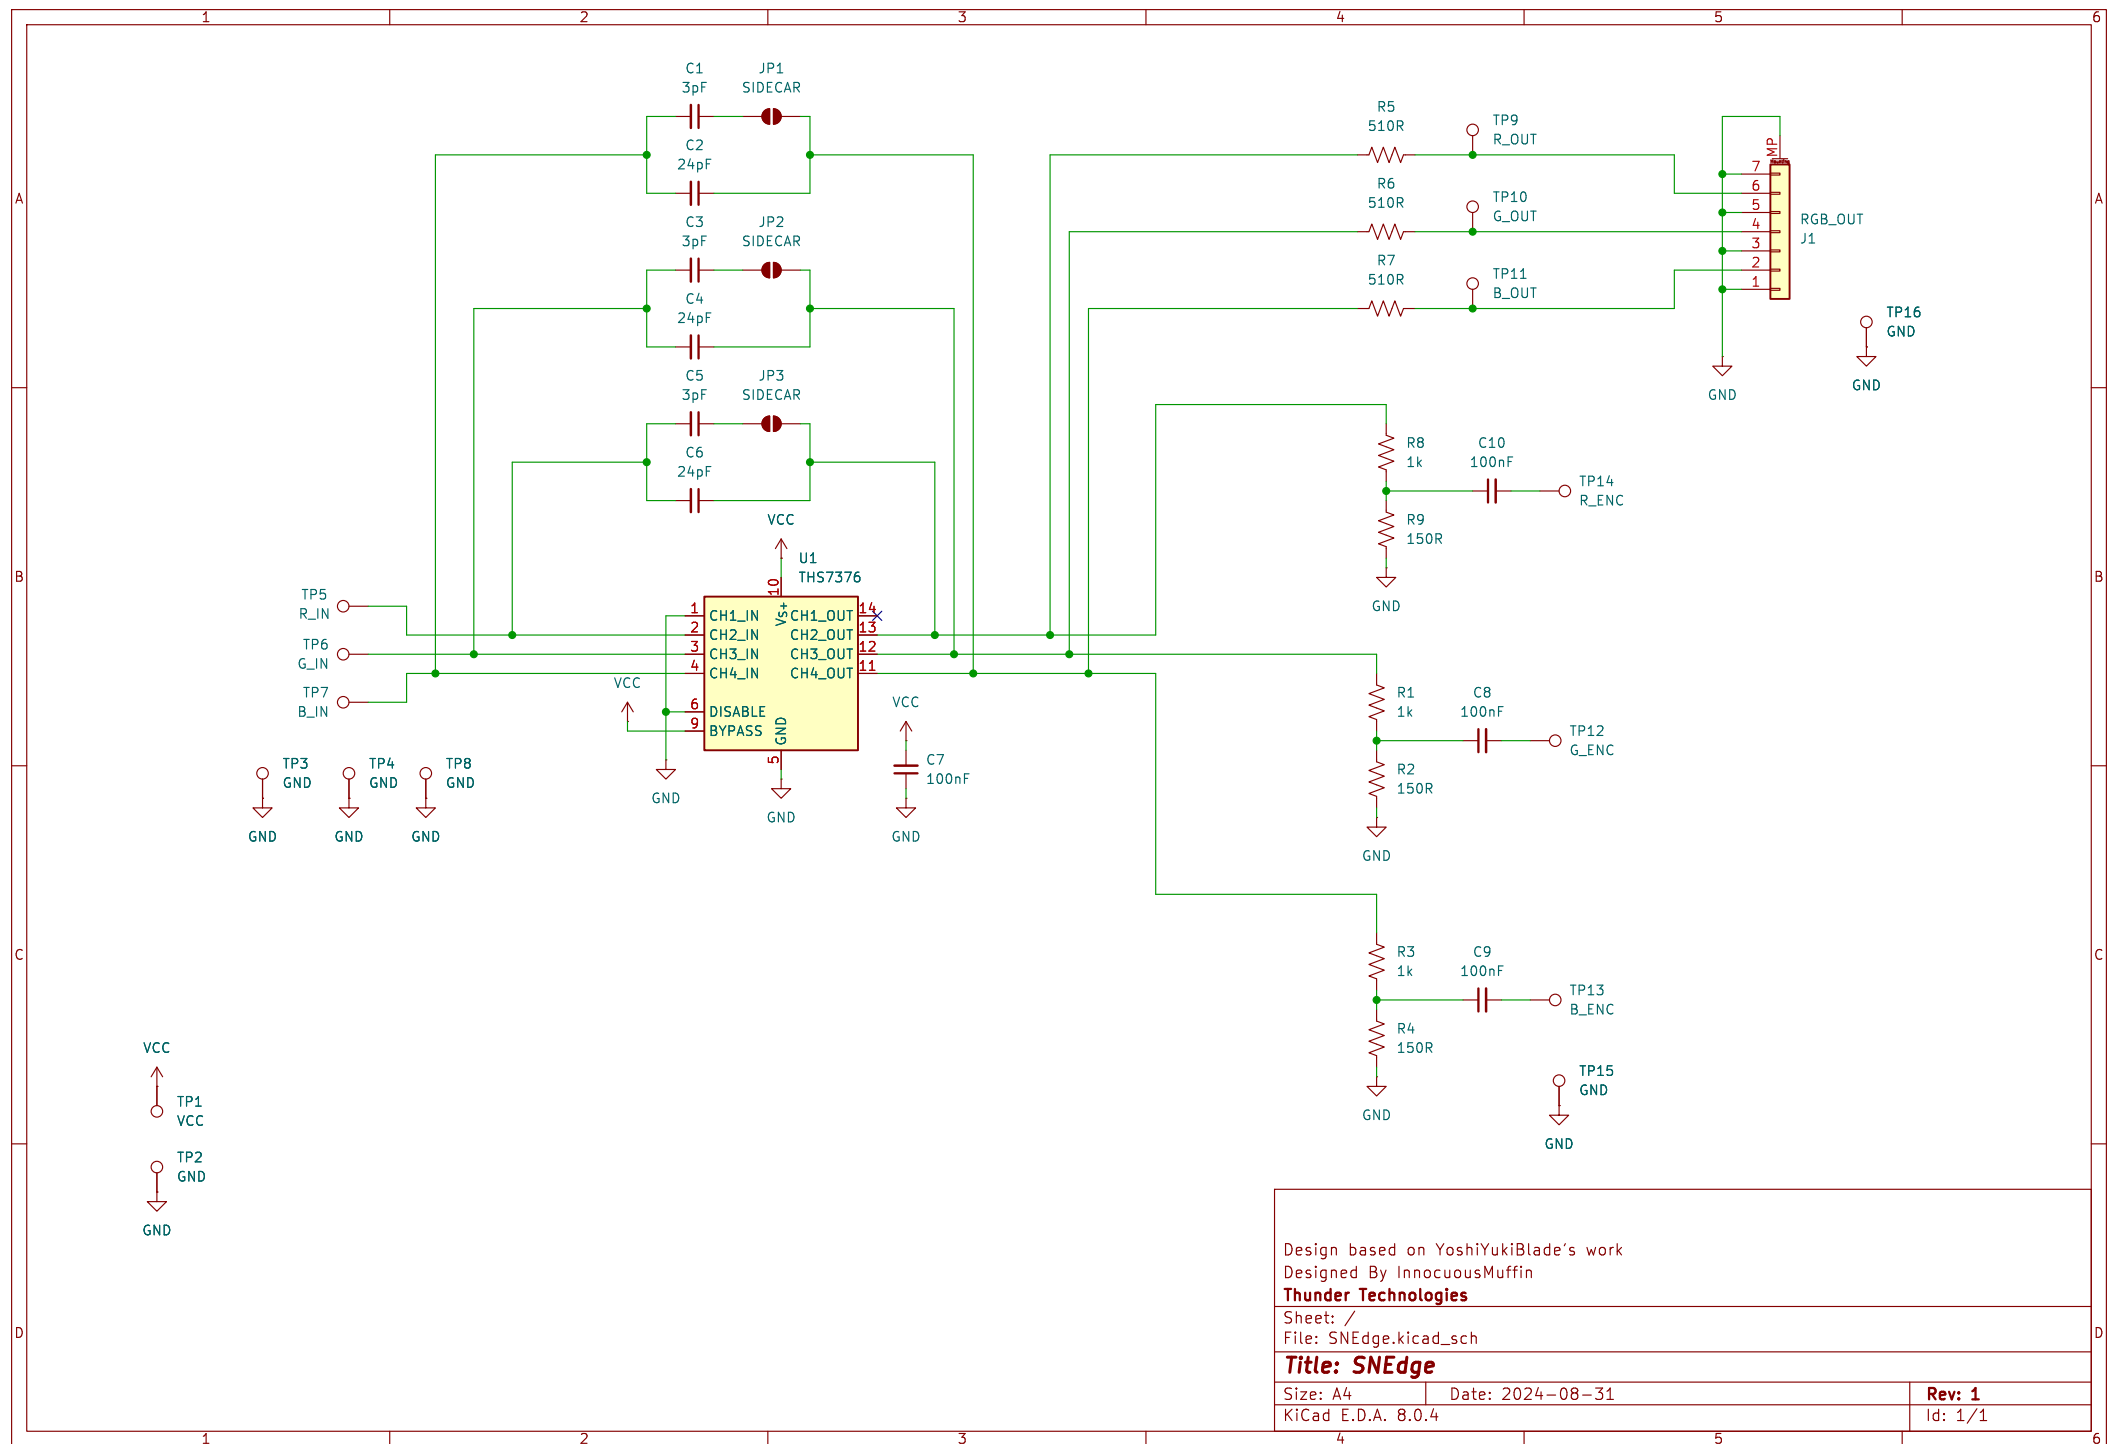 1 2 3 4 5 6
A
B
C
D
A
B
C
D
1 2 3 4 5 6
C1
3pF
JP1
SIDECAR
C2
24pF
C3
3pF
JP2
SIDECAR
C4
24pF
C5
3pF
JP3
SIDECAR
C6
24pF
VCC
U1
THS7376
10
Vs+
1 CH1_IN CH1_OUT 14
2 CH2_IN CH2_OUT 13
3 CH3_IN CH3_OUT 12
4 CH4_IN CH4_OUT 11
6 DISABLE
9 BYPASS
GND
5
GND
VCC
GND
VCC
C7
100nF
GND
TP5
R_IN
TP6
G_IN
TP7
B_IN
TP3
GND
GND
TP4
GND
GND
TP8
GND
GND
VCC
TP1
VCC
TP2
GND
GND
R5
510R
TP9
R_OUT
R6
510R
TP10
G_OUT
R7
510R
TP11
B_OUT
MP
7
6
5
4
3
2
1
RGB_OUT
J1
GND
TP16
GND
GND
R8
1k
C10
100nF
TP14
R_ENC
R9
150R
GND
R1
1k
C8
100nF
TP12
G_ENC
R2
150R
GND
R3
1k
C9
100nF
TP13
B_ENC
R4
150R
GND
TP15
GND
GND
Design based on YoshiYukiBlade's work
Designed By InnocuousMuffin
Thunder Technologies
Sheet: /
File: SNEdge.kicad_sch
Title: SNEdge
Size: A4 Date: 2024-08-31 Rev: 1
KiCad E.D.A. 8.0.4 Id: 1/1